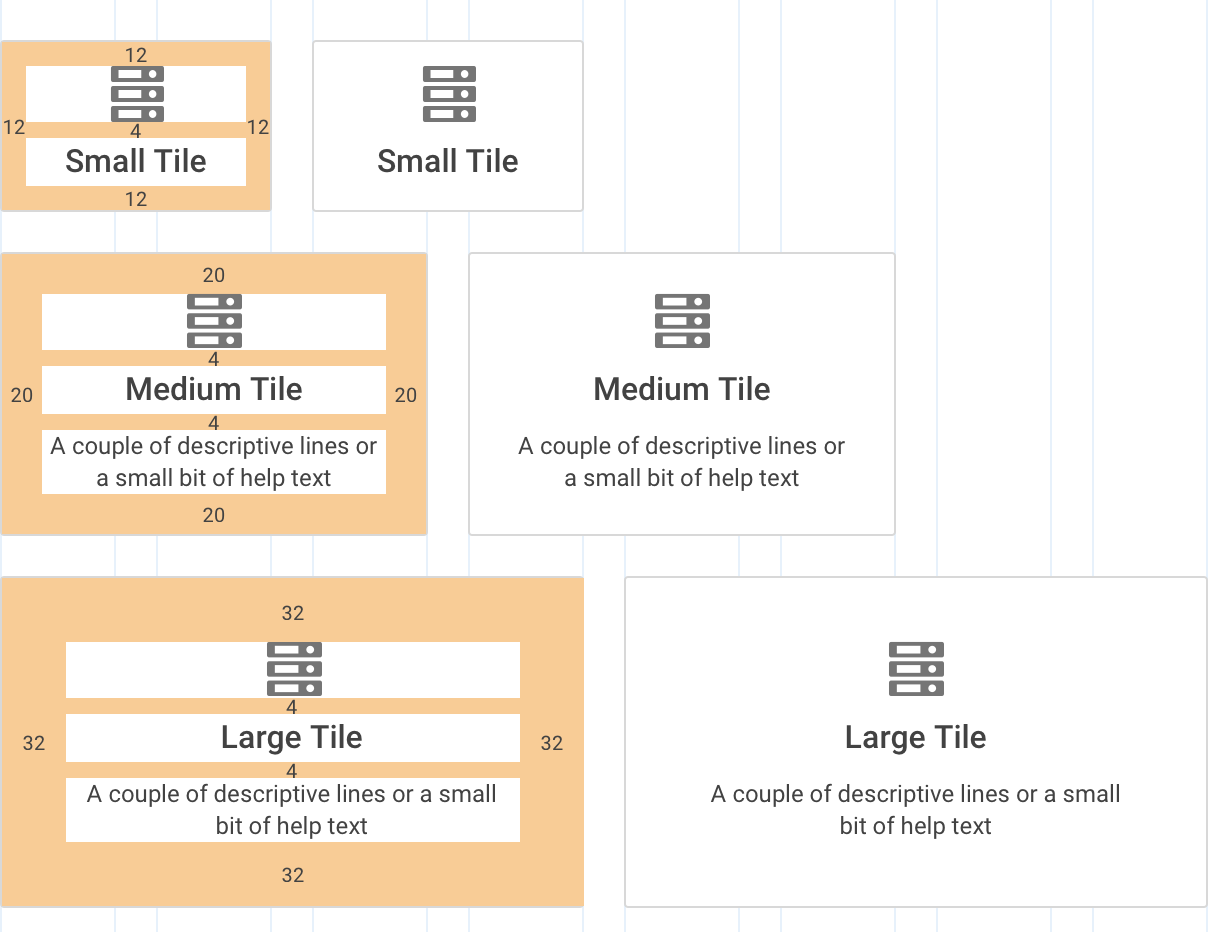 12
12
4
12
Small Tile
12
Small Tile
20
4
20
Medium Tile
20
4
A couple of descriptive lines or
a small bit of help text
20
Medium Tile
A couple of descriptive lines or
a small bit of help text
32
4
32
Large Tile
32
4
A couple of descriptive lines or a small
bit of help text
32
Large Tile
A couple of descriptive lines or a small
bit of help text